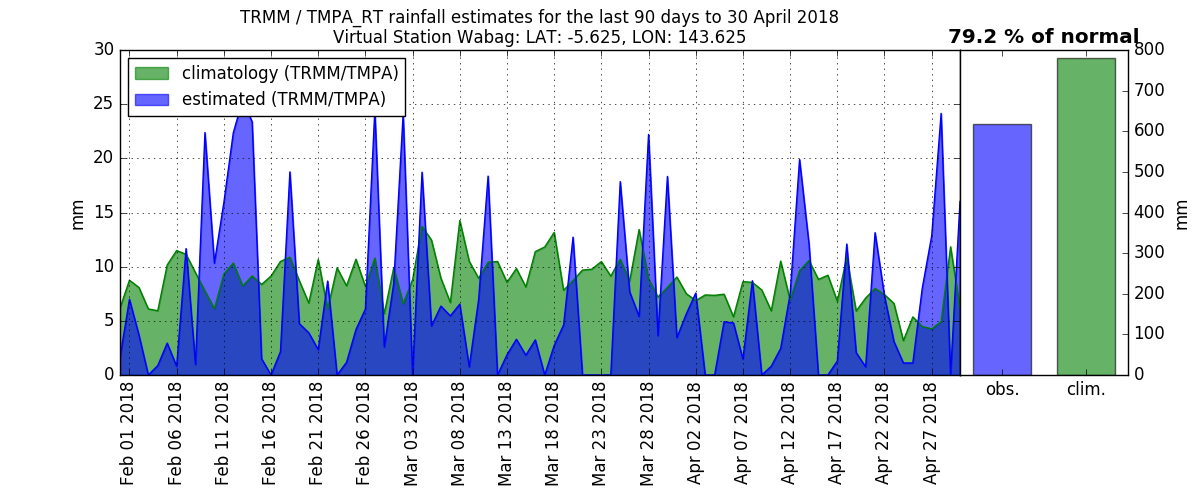 TRMM / TMPA_RT rainfall estimates for the last 90 days to 30 April 2018
Virtual Station Wabag: LAT: -5.625, LON: 143.625
79.2 % of normal
climatology (TRMM/TMPA)
estimated (TRMM/TMPA)
30
25
20
15
10
5
0
mm
800
700
600
500
400
300
200
100
0
mm
obs.
clim.
Feb 01 2018
Feb 06 2018
Feb 11 2018
Feb 16 2018
Feb 21 2018
Feb 26 2018
Mar 03 2018
Mar 08 2018
Mar 13 2018
Mar 18 2018
Mar 23 2018
Mar 28 2018
Apr 02 2018
Apr 07 2018
Apr 12 2018
Apr 17 2018
Apr 22 2018
Apr 27 2018